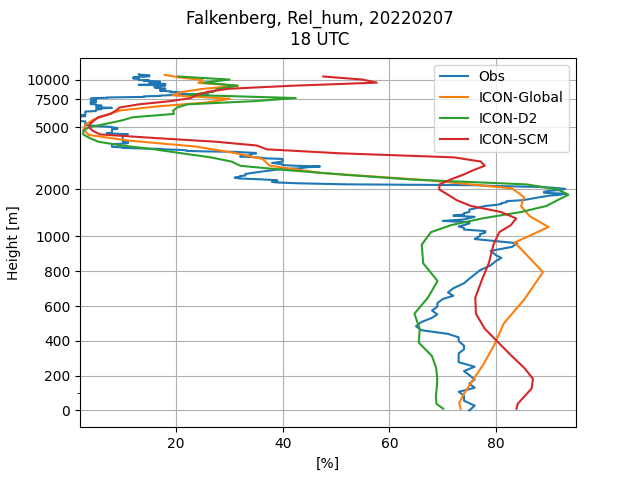 Falkenberg, Rel_hum, 20220207
18 UTC
Obs
ICON-Global
ICON-D2
ICON-SCM
10000
7500
5000
2000
1000
800
600
400
200
0
Height [m]
20
40
60
80
[%]